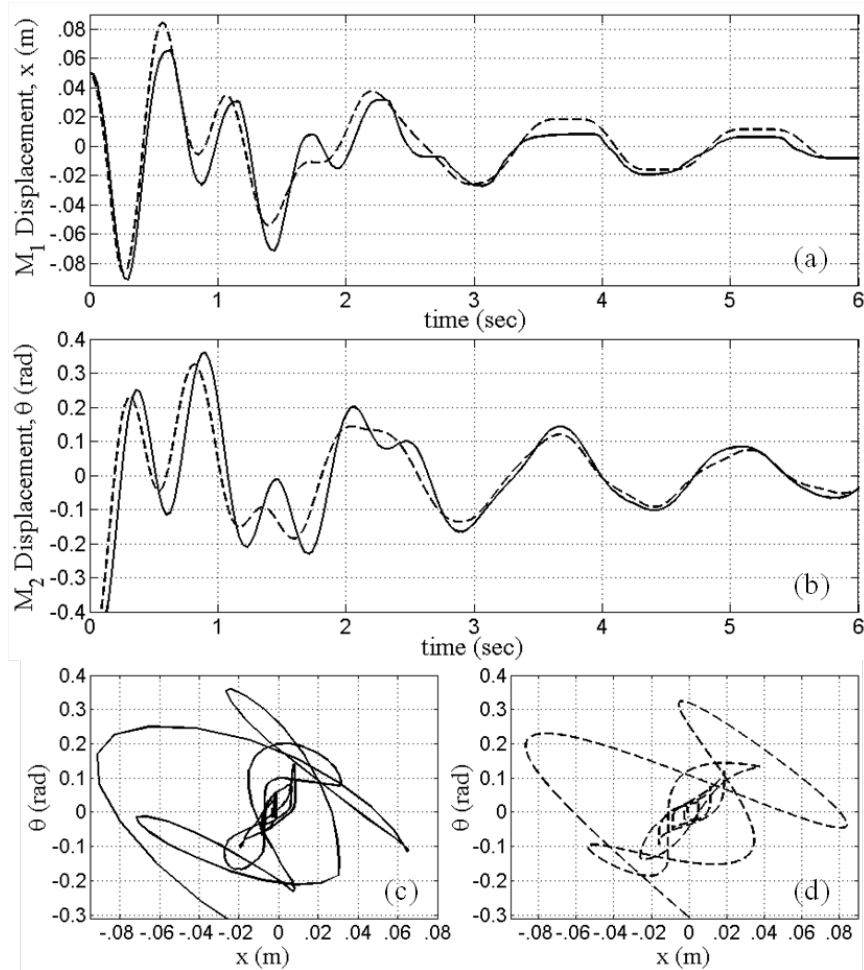 M1 Displacement, x (m)
.08
.06
.04
.02
0
-.02
-.04
-.06
-.08
(a)
0 1 2 3 4 5 6
time (sec)
M2 Displacement, θ (rad)
0.4
0.3
0.2
0.1
0
-0.1
-0.2
-0.3
-0.4
(b)
0 1 2 3 4 5 6
time (sec)
θ (rad)
0.4
0.3
0.2
0.1
0
-0.1
-0.2
-0.3
(c)
-.08 -.06 -.04 -.02 0 .02 .04 .06 .08
x (m)
θ (rad)
0.4
0.3
0.2
0.1
0
-0.1
-0.2
-0.3
(d)
-.08 -.06 -.04 -.02 0 .02 .04 .06 .08
x (m)